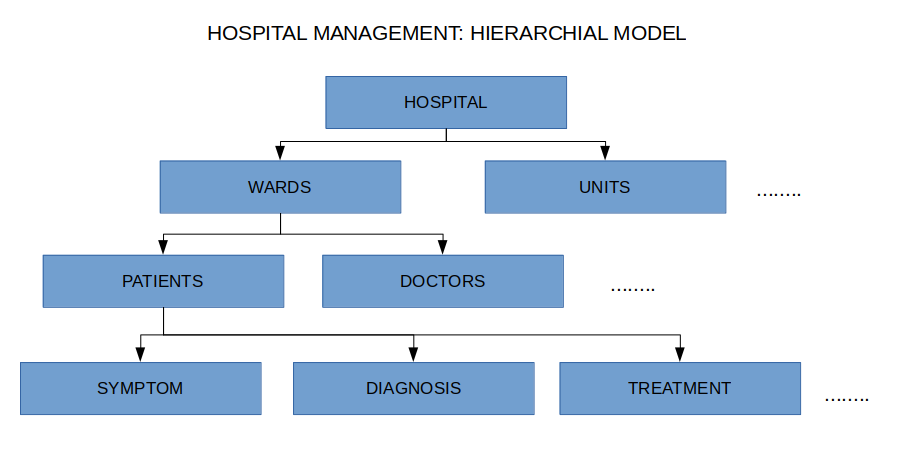 HOSPITAL MANAGEMENT: HIERARCHIAL MODEL
HOSPITAL
WARDS
UNITS
........
PATIENTS
DOCTORS
........
SYMPTOM
DIAGNOSIS
TREATMENT
........